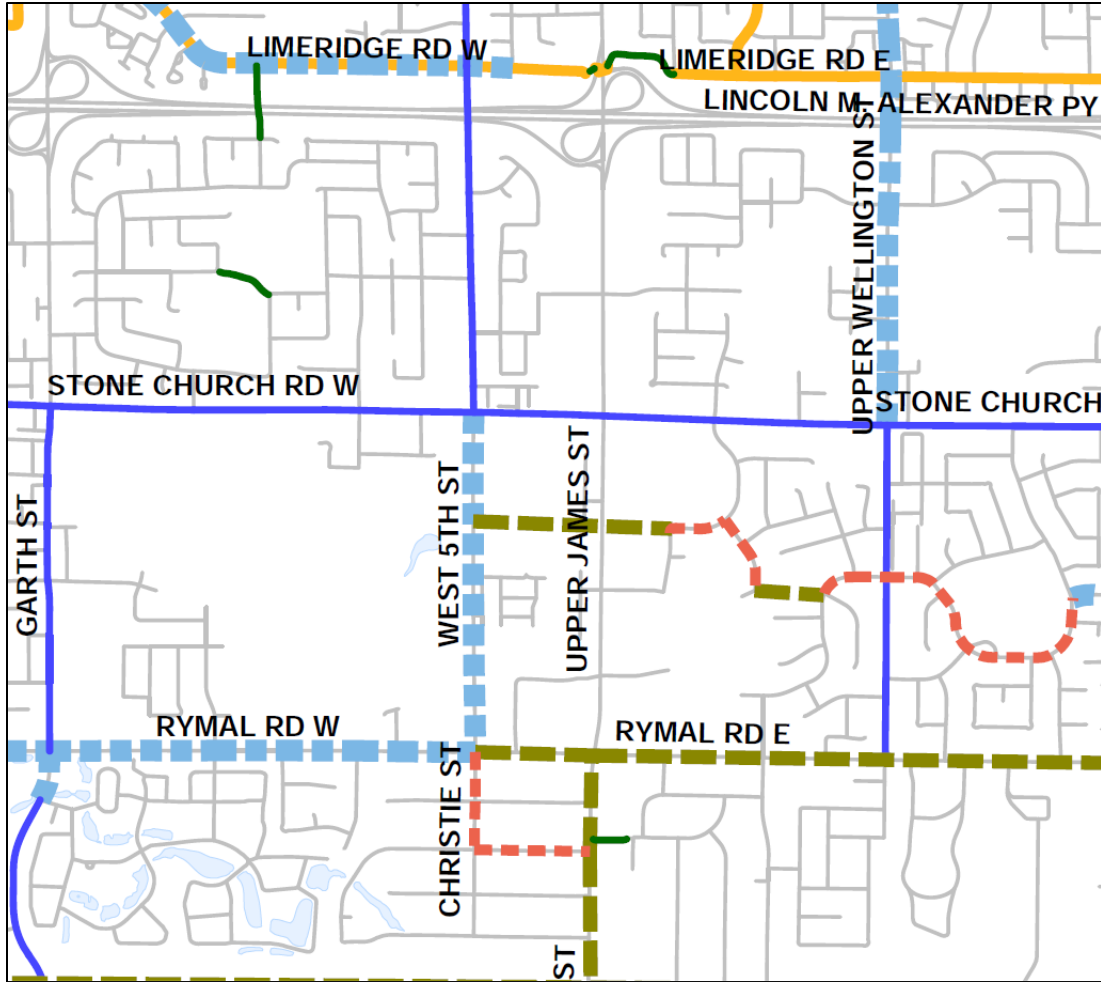 LIMERIDGE RD W
LIMERIDGE RD E
LINCOLN M. ALEXANDER PY
UPPER WELLINGTON ST
STONE CHURCH RD W
STONE CHURCH
GARTH ST
WEST 5TH ST
UPPER JAMES ST
RYMAL RD W
RYMAL RD E
CHRISTIE ST
ST